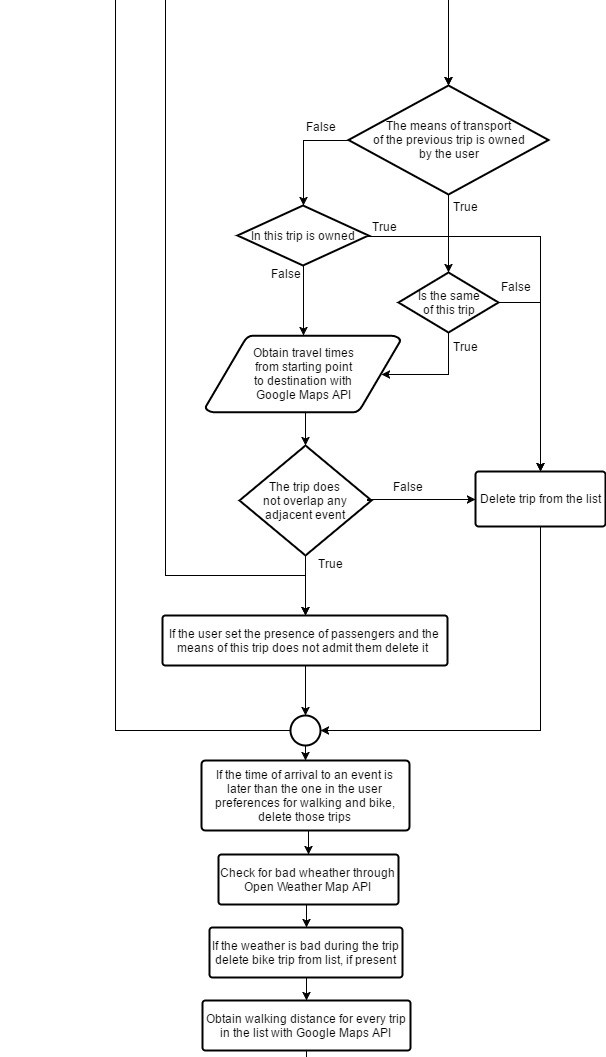 The means of transport
of the previous trip is owned
by the user
False
True
In this trip is owned
True
False
Is the same
of this trip
False
True
Obtain travel times
from starting point
to destination with
Google Maps API
The trip does
not overlap any
adjacent event
False
Delete trip from the list
True
If the user set the presence of passengers and the
means of this trip does not admit them delete it
If the time of arrival to an event is
later than the one in the user
preferences for walking and bike,
delete those trips
Check for bad wheather through
Open Weather Map API
If the weather is bad during the trip
delete bike trip from list, if present
Obtain walking distance for every trip
in the list with Google Maps API